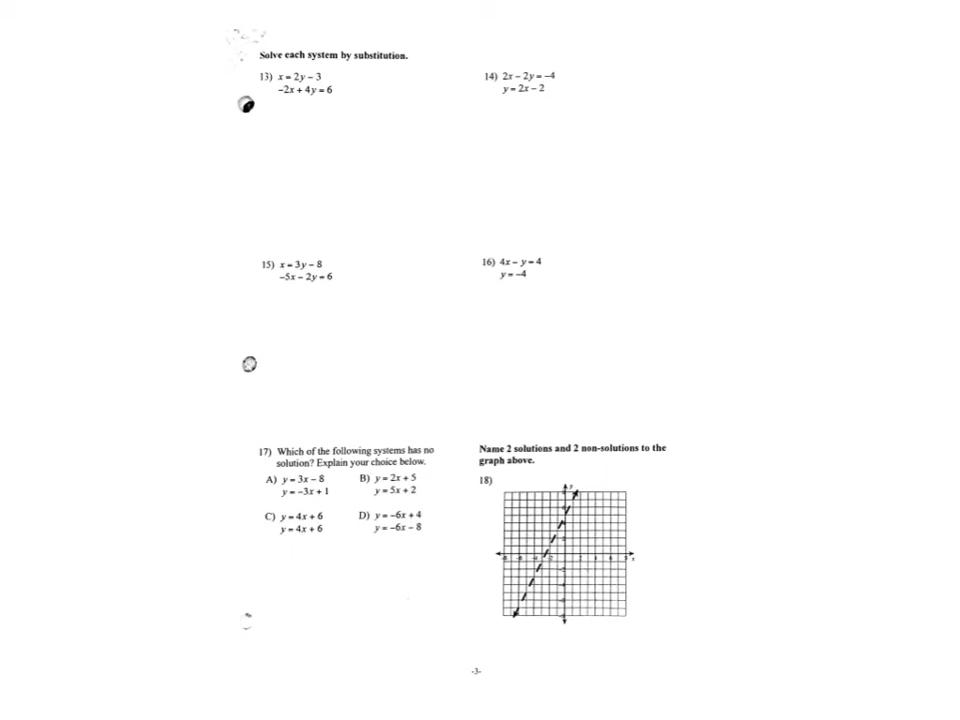 Solve each system by substitution.
13) x = 2y − 3
−2x + 4y = 6
14) 2x − 2y = −4
y = 2x − 2
15) x = 3y − 8
−5x − 2y = 6
16) 4x − y = 4
y = −4
17) Which of the following systems has no
solution? Explain your choice below.
A) y = 3x − 8
y = −3x + 1
B) y = 2x + 5
y = 5x + 2
C) y = 4x + 6
y = 4x + 6
D) y = −6x + 4
y = −6x − 8
Name 2 solutions and 2 non-solutions to the
graph above.
18)
y
x
-3-